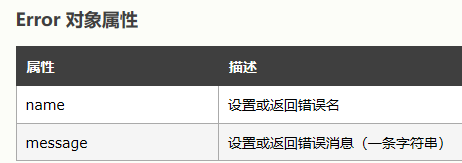 Error 对象属性
属性 描述
name 设置或返回错误名
message 设置或返回错误消息（一条字符串）